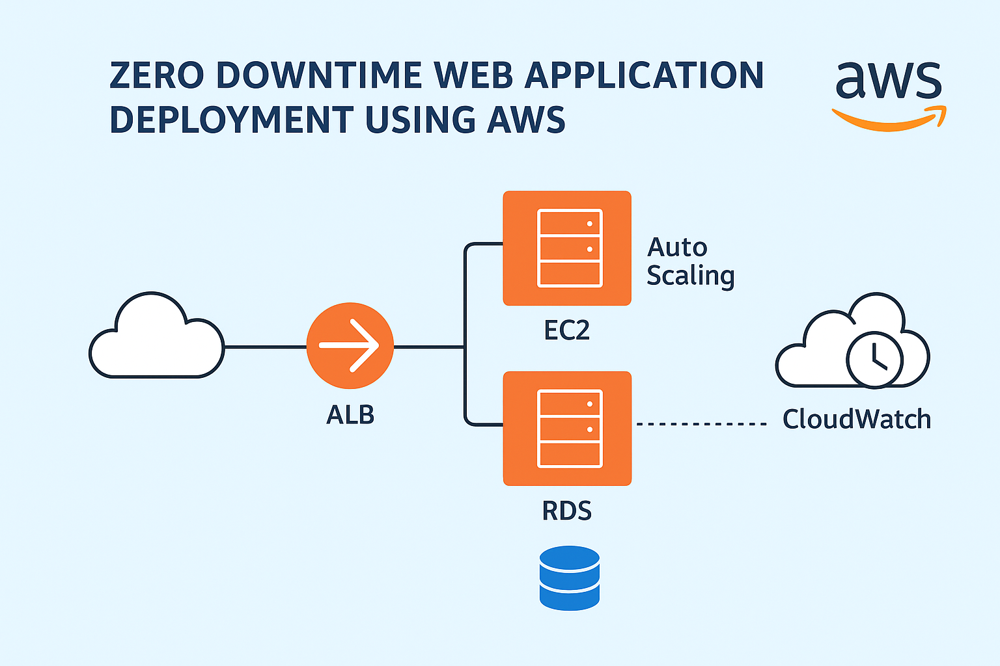 ZERO DOWNTIME WEB APPLICATION
DEPLOYMENT USING AWS
aws
Auto
Scaling
EC2
ALB
CloudWatch
RDS